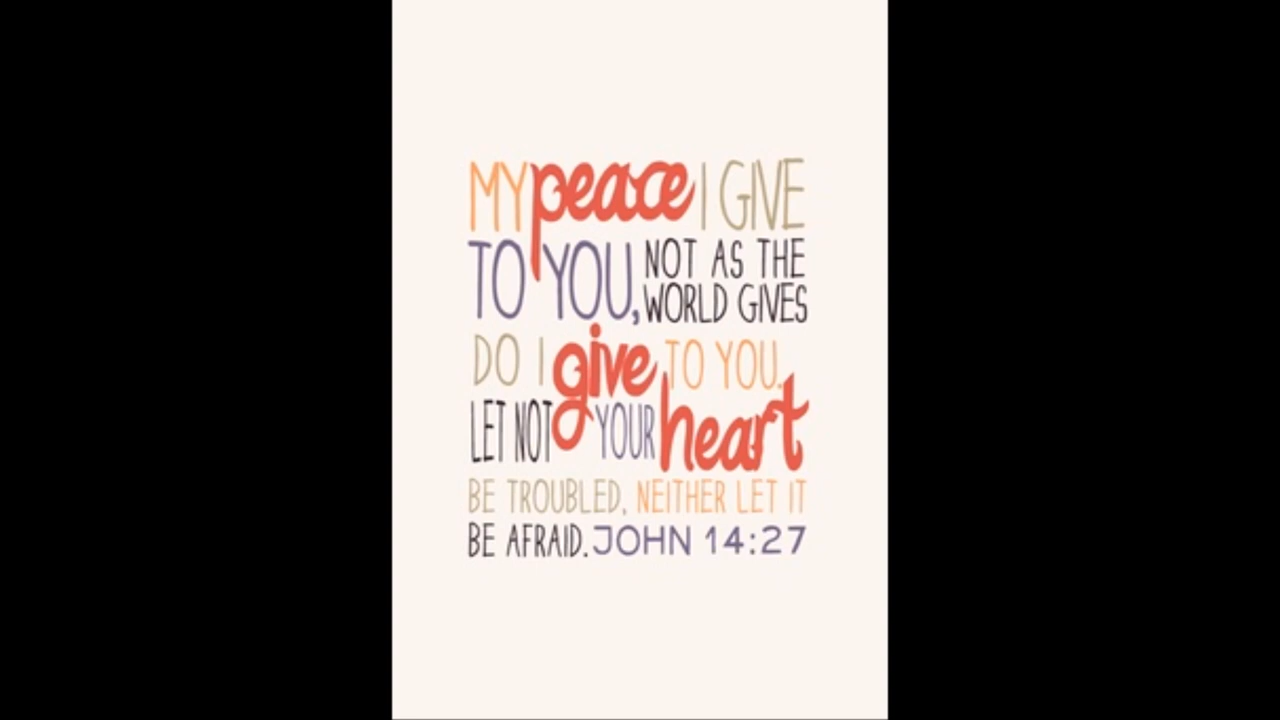 MY peace I GIVE
TO YOU, NOT AS THE
WORLD GIVES
DO I give TO YOU.
LET NOT YOUR heart
BE TROUBLED, NEITHER LET IT
BE AFRAID. JOHN 14:27